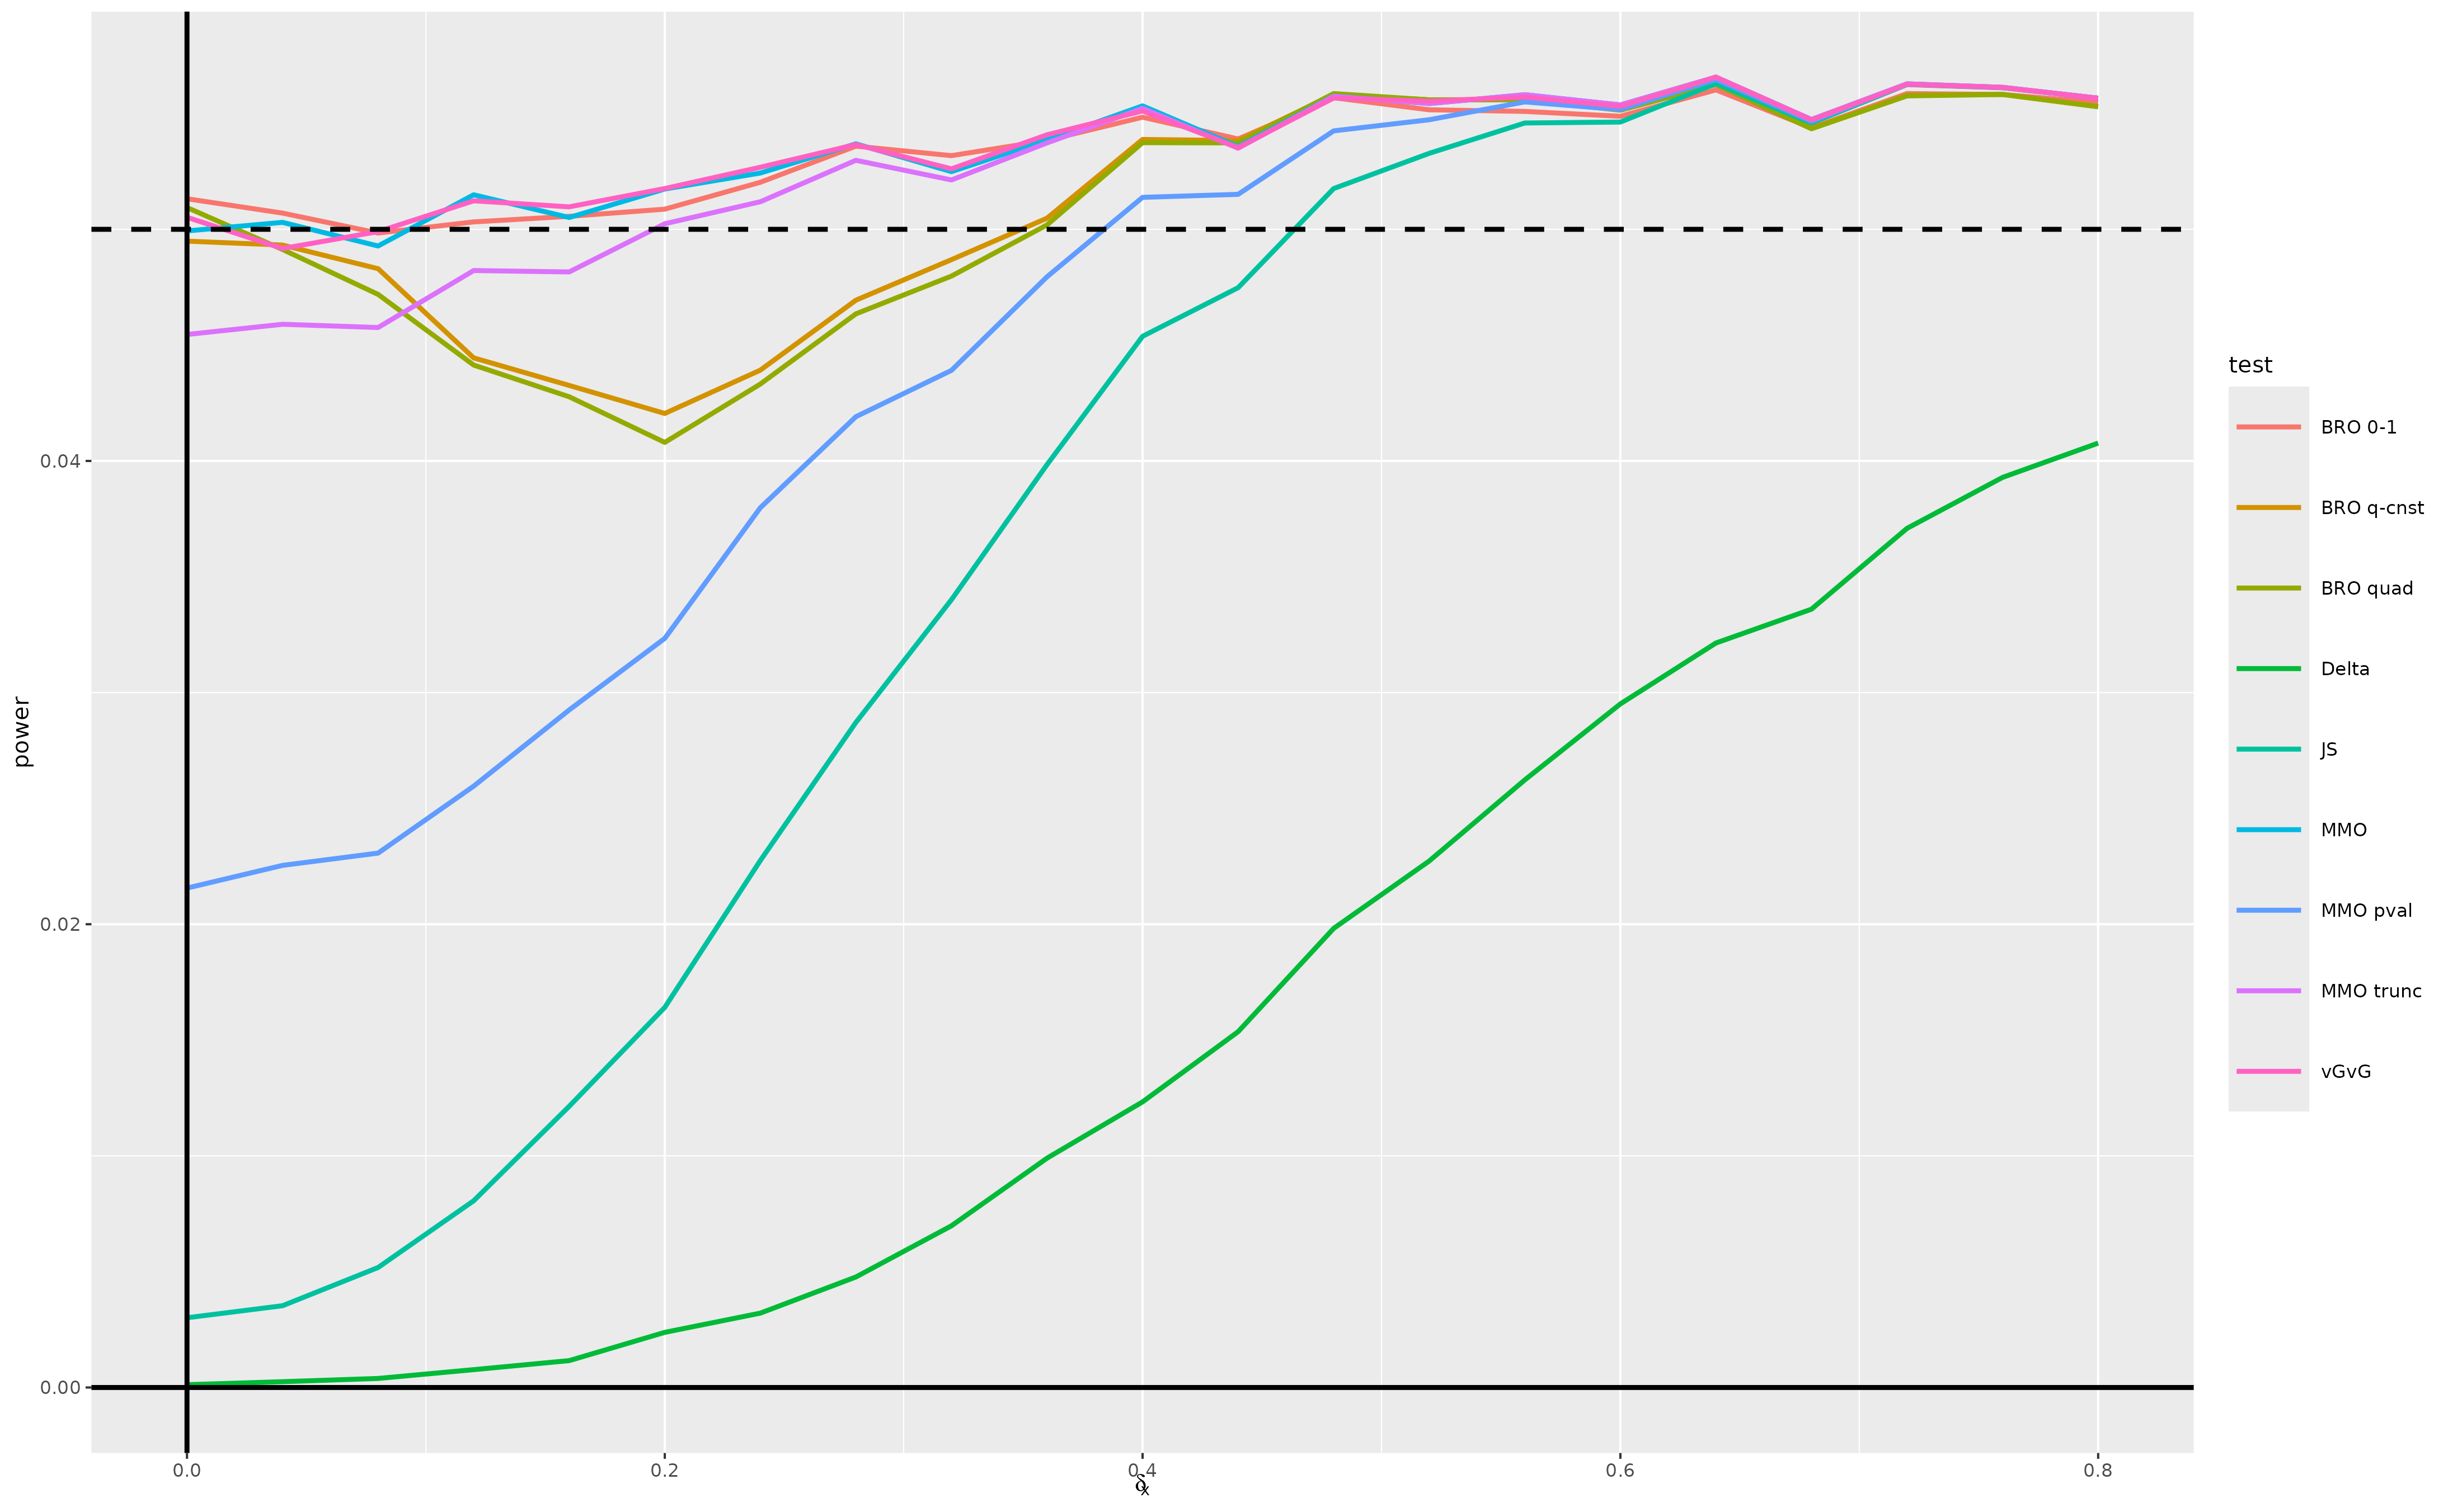 power
0.04
0.02
0.00
0.0
0.2
0.4
0.6
0.8
δx
test
BRO 0-1
BRO q-cnst
BRO quad
Delta
JS
MMO
MMO pval
MMO trunc
vGvG